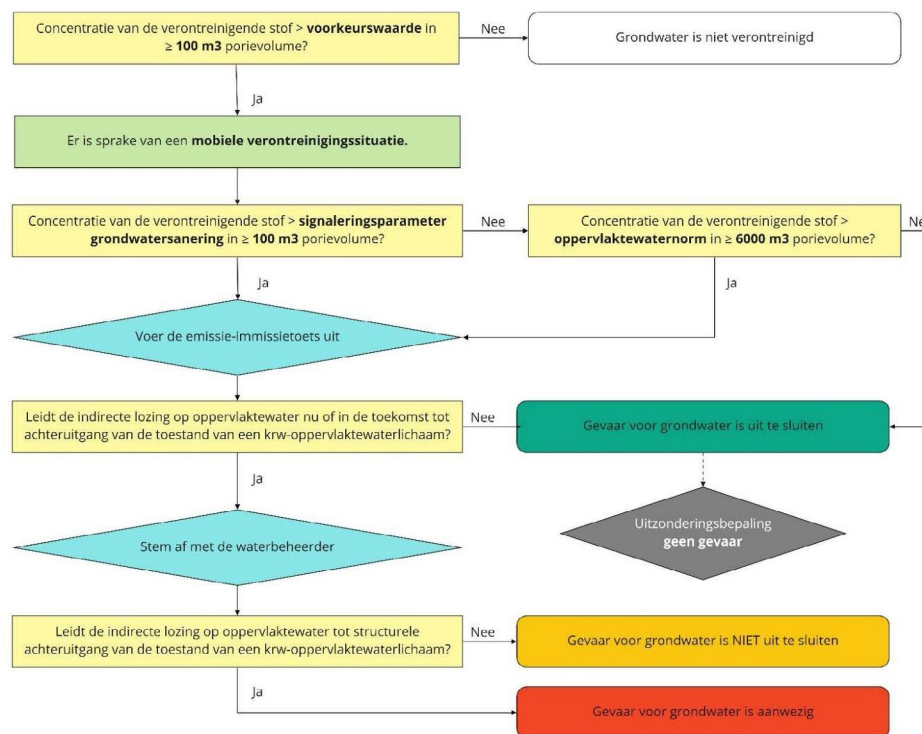 Concentratie van de verontreinigende stof > voorkeurswaarde in
≥ 100 m3 porievolume?
Nee
Grondwater is niet verontreinigd
Ja
Er is sprake van een mobiele verontreinigingssituatie.
Concentratie van de verontreinigende stof > signaleringsparameter
grondwatersanering in ≥ 100 m3 porievolume?
Nee
Concentratie van de verontreinigende stof >
oppervlaktewaternorm in ≥ 6000 m3 porievolume?
Ja
Ja
Voer de emissie-immissietoets uit
Leidt de indirecte lozing op oppervlaktewater nu of in de toekomst tot
achteruitgang van de toestand van een krw-oppervlaktewaterlichaam?
Nee
Gevaar voor grondwater is uit te sluiten
Ja
Uitzonderingsbepaling
geen gevaar
Stem af met de waterbeheerder
Leidt de indirecte lozing op oppervlaktewater tot structurele
achteruitgang van de toestand van een krw-oppervlaktewaterlichaam?
Nee
Gevaar voor grondwater is NIET uit te sluiten
Ja
Gevaar voor grondwater is aanwezig